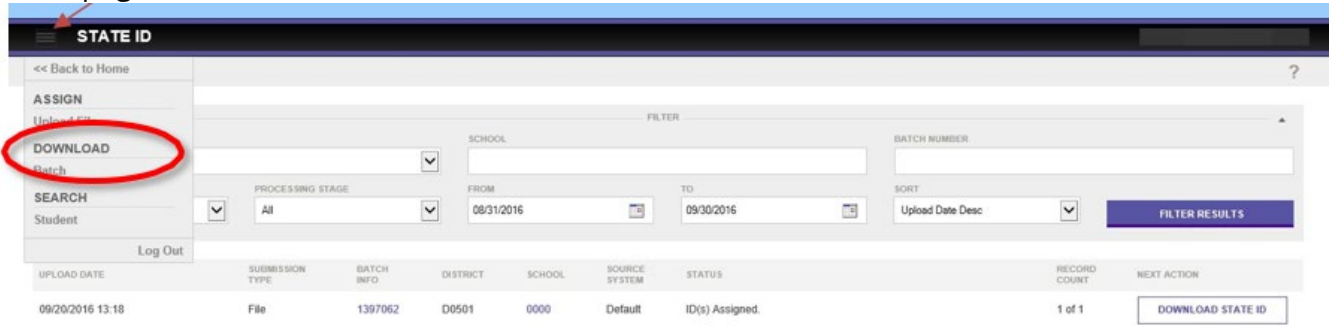 STATE ID
<< Back to Home
?
ASSIGN
Upload File
FILTER
DOWNLOAD
SCHOOL
BATCH NUMBER
Batch
SEARCH
PROCESSING STAGE
FROM
TO
SORT
Student
All
08/31/2016
09/30/2016
Upload Date Desc
FILTER RESULTS
Log Out
UPLOAD DATE
SUBMISSION TYPE
BATCH INFO
DISTRICT
SCHOOL
SOURCE SYSTEM
STATUS
RECORD COUNT
NEXT ACTION
09/20/2016 13:18
File
1397062
D0501
0000
Default
ID(s) Assigned.
1 of 1
DOWNLOAD STATE ID